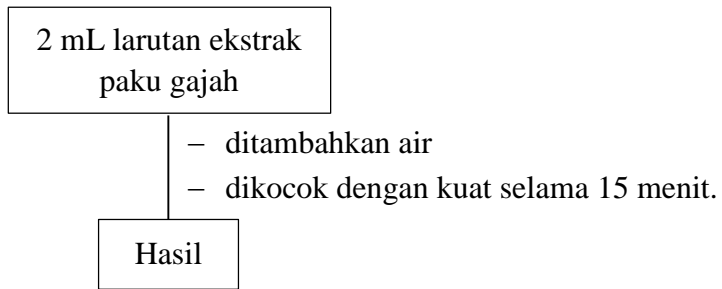 2 mL larutan ekstrak
paku gajah
− ditambahkan air
− dikocok dengan kuat selama 15 menit.
Hasil